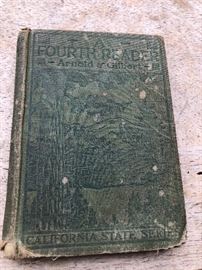 FOURTH READER
Arnold & Gilbert
CALIFORNIA STATE SERIES